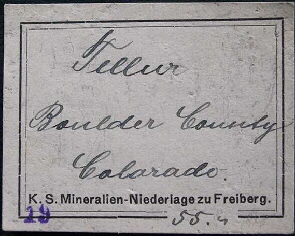 Tellur
Boulder County
Colorado.
K. S. Mineralien-Niederlage zu Freiberg.
19 55.